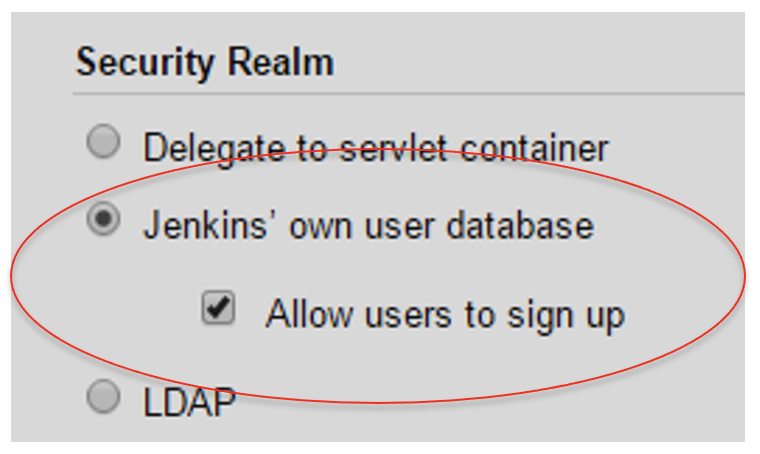 Security Realm
Delegate to servlet container
Jenkins’ own user database
Allow users to sign up
LDAP